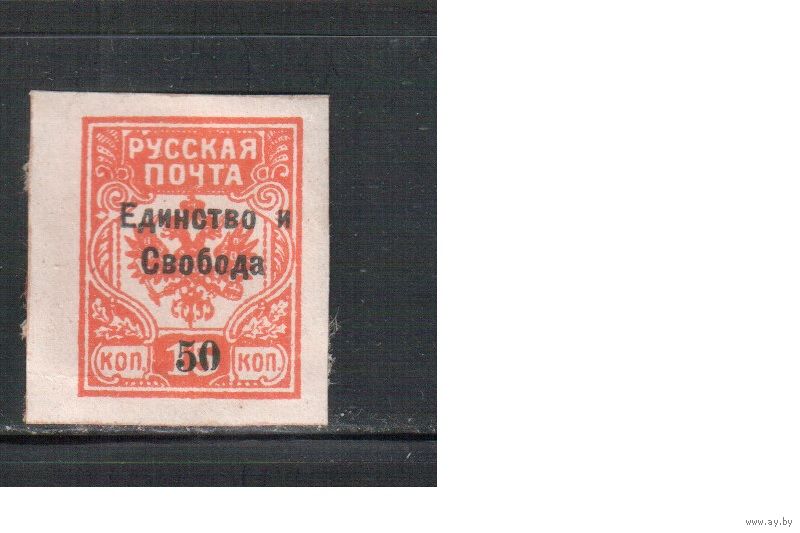 РУССКАЯ
ПОЧТА
Единство и
Свобода
КОП. 50 КОП.
www.ay.by